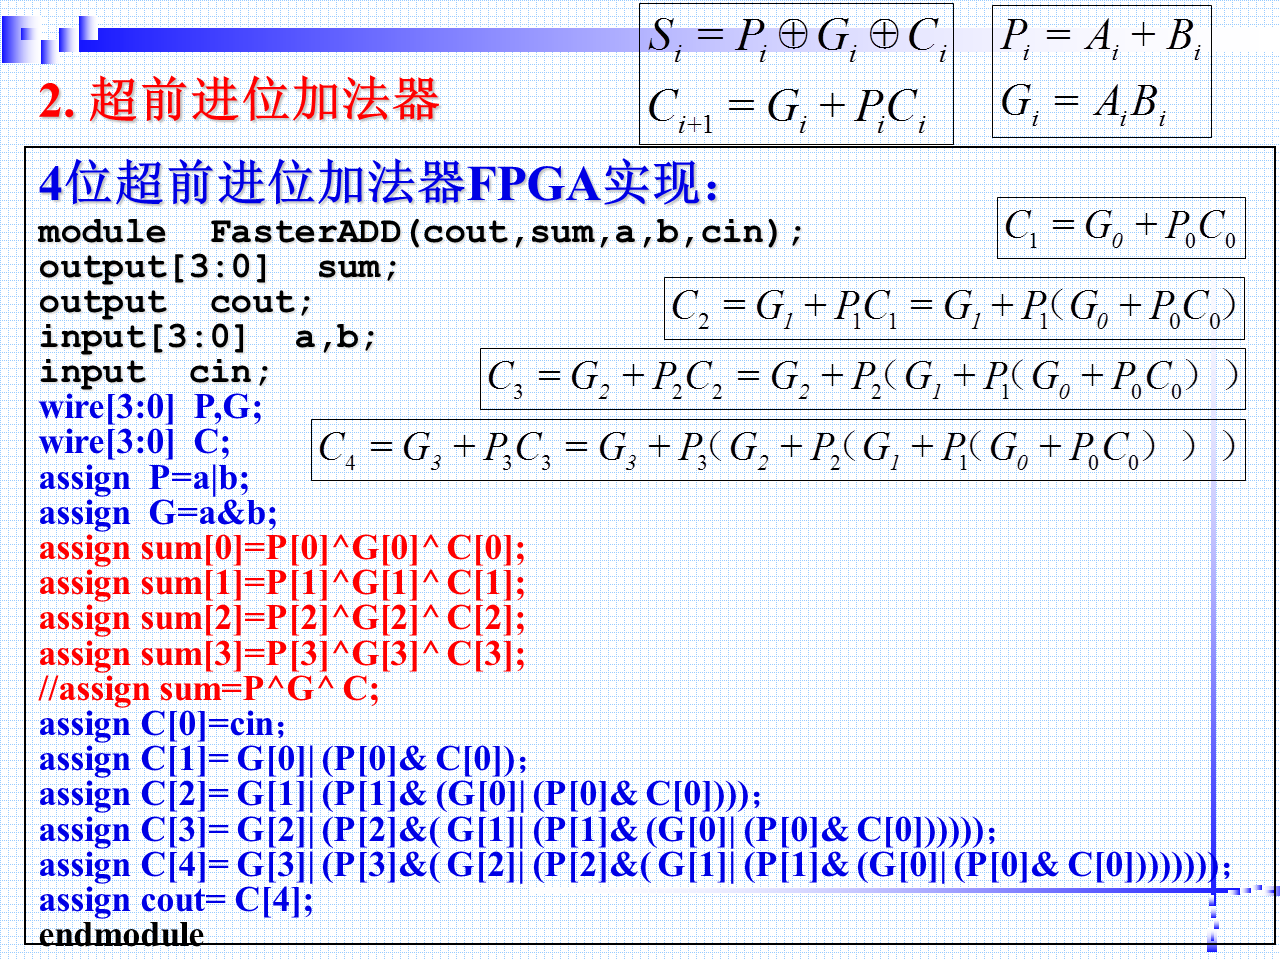 S_i = P_i ⊕ G_i ⊕ C_i
C_{i+1} = G_i + P_i C_i
P_i = A_i + B_i
G_i = A_i B_i
2. 超前进位加法器
4位超前进位加法器FPGA实现：
module FasterADD(cout,sum,a,b,cin);
output[3:0] sum;
output cout;
input[3:0] a,b;
input cin;
wire[3:0] P,G;
wire[3:0] C;
assign P=a|b;
assign G=a&b;
C_1 = G_0 + P_0 C_0
C_2 = G_1 + P_1 C_1 = G_1 + P_1（G_0 + P_0 C_0）
C_3 = G_2 + P_2 C_2 = G_2 + P_2（G_1 + P_1（G_0 + P_0 C_0））
C_4 = G_3 + P_3 C_3 = G_3 + P_3（G_2 + P_2（G_1 + P_1（G_0 + P_0 C_0）））
assign sum[0]=P[0]^G[0]^ C[0];
assign sum[1]=P[1]^G[1]^ C[1];
assign sum[2]=P[2]^G[2]^ C[2];
assign sum[3]=P[3]^G[3]^ C[3];
//assign sum=P^G^ C;
assign C[0]=cin；
assign C[1]= G[0]| (P[0]& C[0])；
assign C[2]= G[1]| (P[1]& (G[0]| (P[0]& C[0])))；
assign C[3]= G[2]| (P[2]&( G[1]| (P[1]& (G[0]| (P[0]& C[0]))))))；
assign C[4]= G[3]| (P[3]&( G[2]| (P[2]&( G[1]| (P[1]& (G[0]| (P[0]& C[0])))))))))；
assign cout= C[4];
endmodule